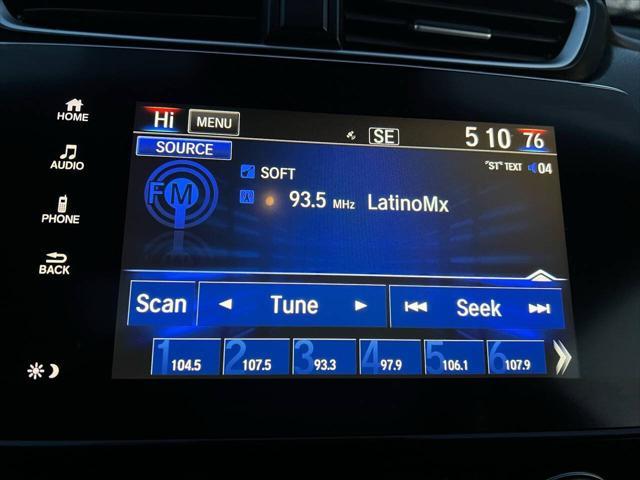 Hi MENU SE 5 10 76
HOME
SOURCE
AUDIO
SOFT
"ST" TEXT 04
FM
93.5 MHz LatinoMx
PHONE
BACK
Scan Tune Seek
1 104.5 2 107.5 3 93.3 4 97.9 5 106.1 6 107.9